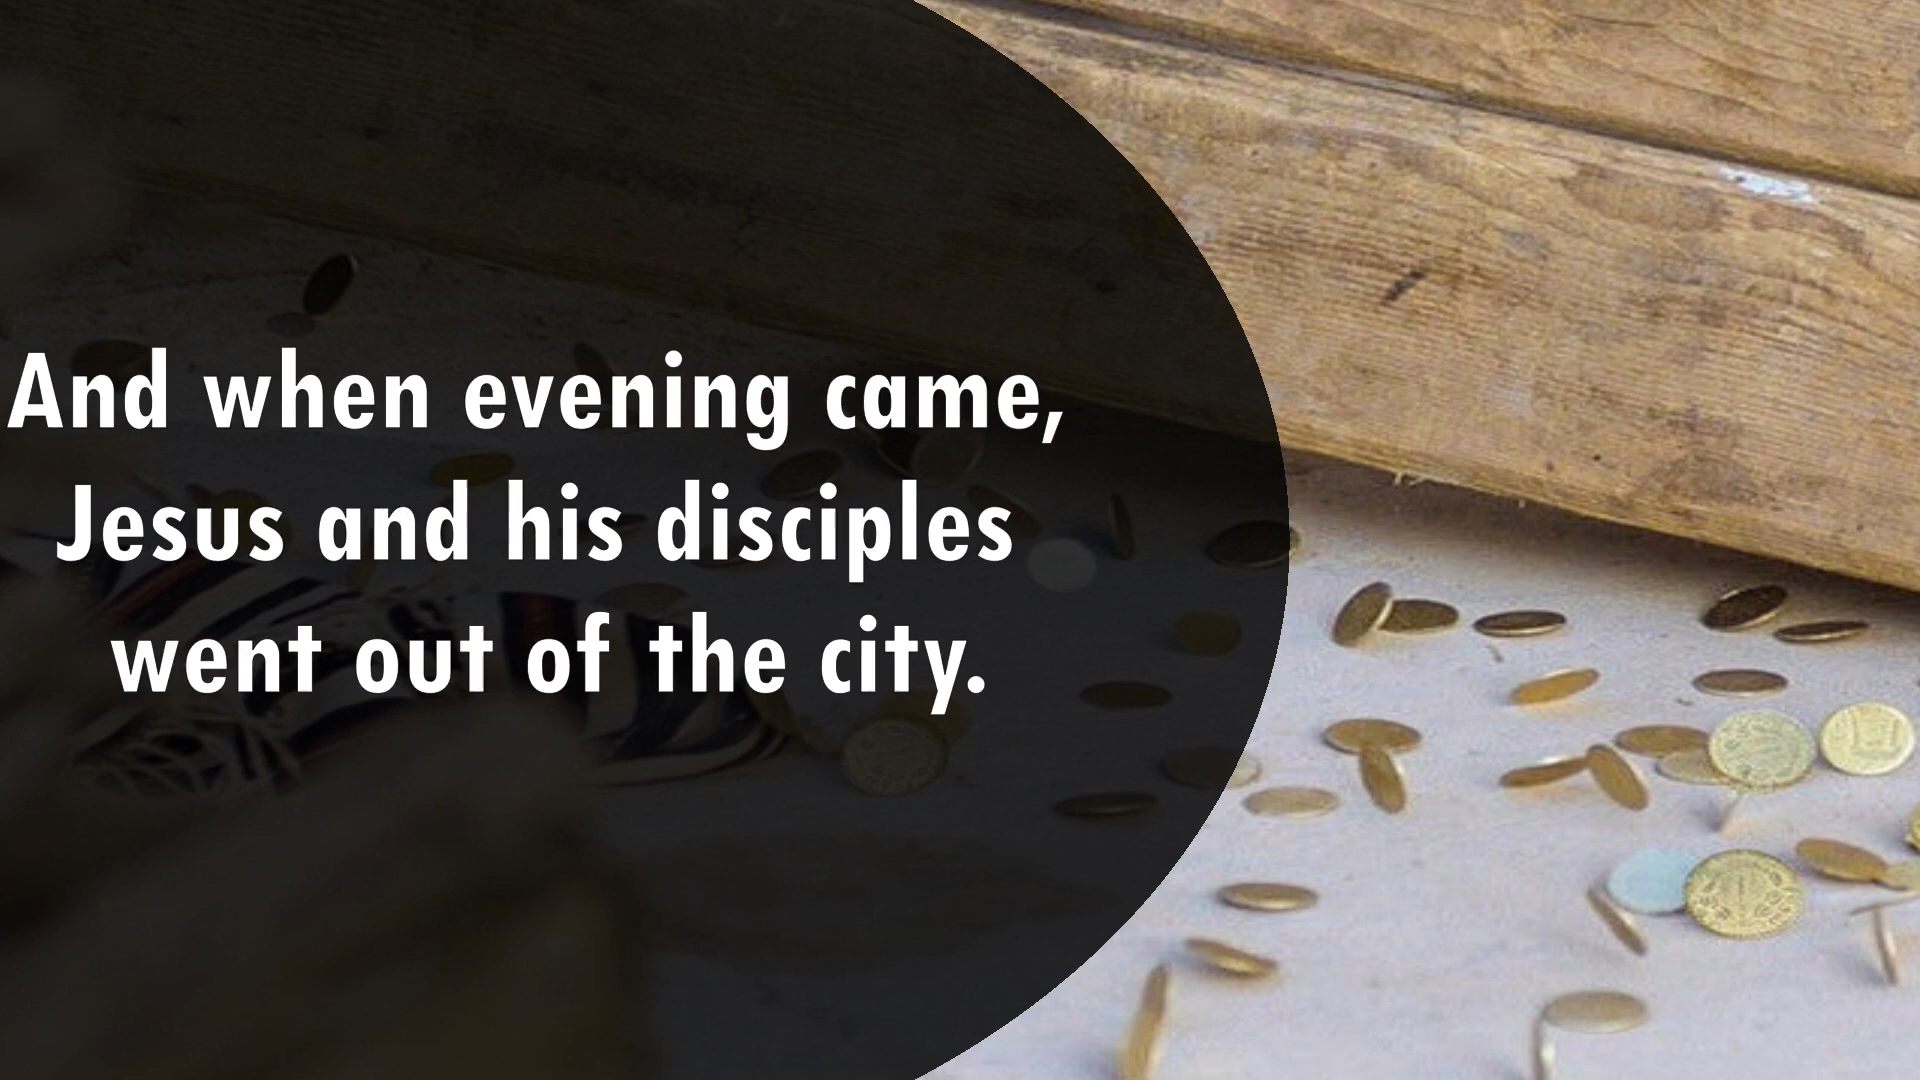 And when evening came,
Jesus and his disciples
went out of the city.